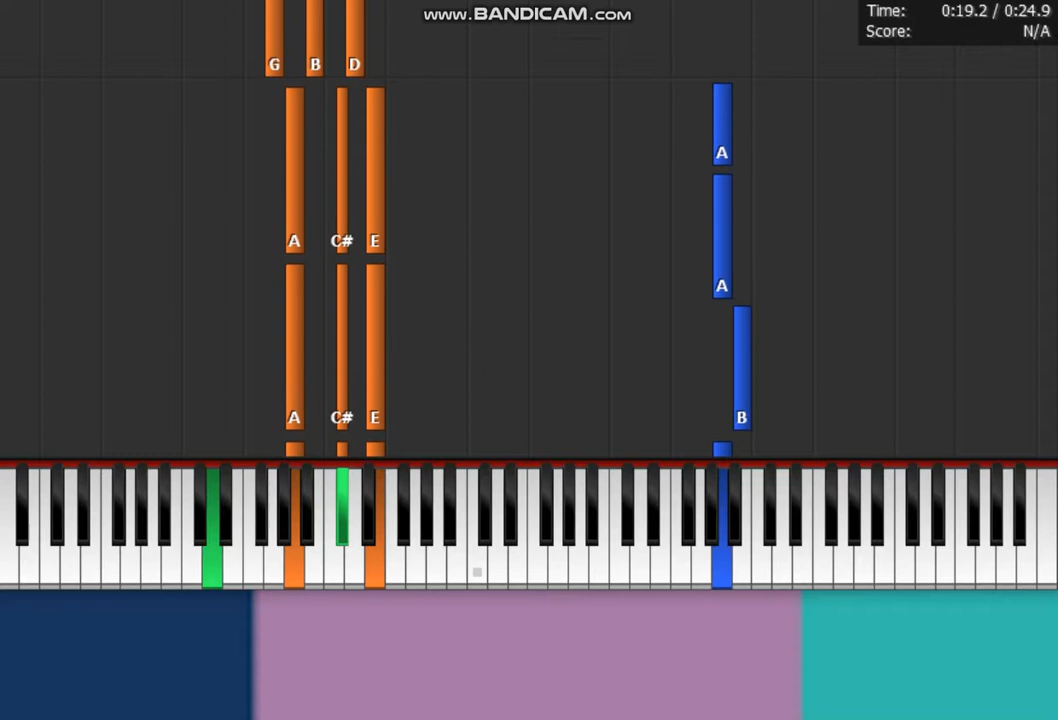 www.BANDICAM.com
Time: 0:19.2 / 0:24.9
Score: N/A
G B D
A
A C# E
A
A C# E B